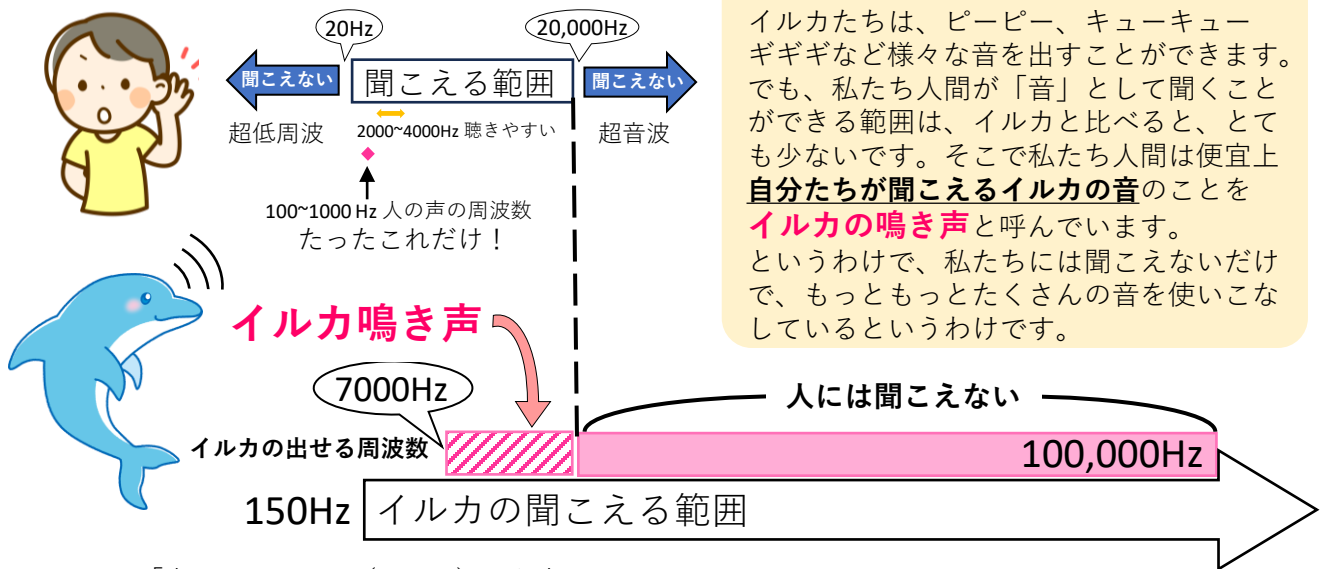 20Hz
20,000Hz
聞こえない
聞こえる範囲
聞こえない
超低周波
2000~4000Hz 聴きやすい
超音波
100~1000 Hz 人の声の周波数
たったこれだけ！
イルカたちは、ピーピー、キューキュー
ギギギなど様々な音を出すことができます。
でも、私たち人間が「音」として聞くこと
ができる範囲は、イルカと比べると、とて
も少ないです。そこで私たち人間は便宜上
自分たちが聞こえるイルカの音のことを
イルカの鳴き声と呼んでいます。
というわけで、私たちには聞こえないだけ
で、もっともっとたくさんの音を使いこな
しているというわけです。
イルカ鳴き声
7000Hz
人には聞こえない
イルカの出せる周波数
100,000Hz
150Hz
イルカの聞こえる範囲